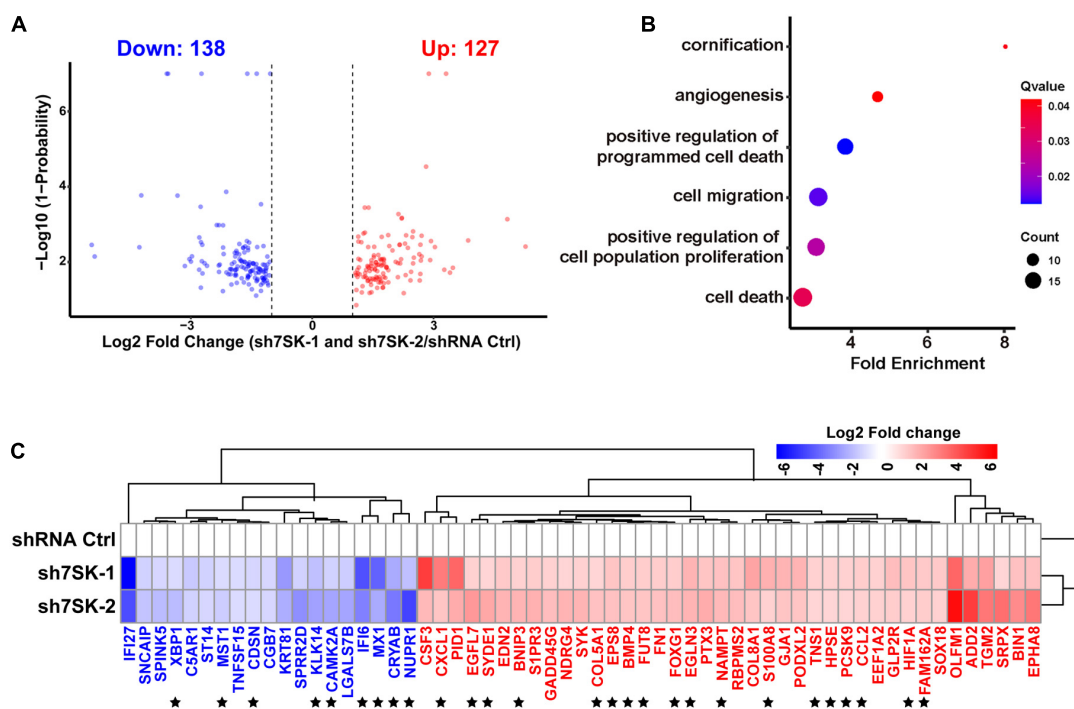 A
Down: 138
Up: 127
−Log10 (1−Probability)
6
4
2
−3
0
3
Log2 Fold Change (sh7SK-1 and sh7SK-2/shRNA Ctrl)
B
cornification
angiogenesis
positive regulation of
programmed cell death
cell migration
positive regulation of
cell population proliferation
cell death
4
6
8
Fold Enrichment
Qvalue
0.04
0.02
Count
10
15
C
Log2 Fold change
-6
-4
-2
0
2
4
6
shRNA Ctrl
sh7SK-1
sh7SK-2
IFI27
SNCAIP
SPINK5
XBP1
C5AR1
ST14
MST1
TNFSF15
CDSN
CGB7
KRT81
SPRR2D
KLK14
CAMK2A
LGALS7B
IFI6
MX1
CRYAB
NUPR1
CSF3
CXCL1
PID1
EGFL7
SYDE1
EDN2
BNIP3
S1PR3
GADD45G
NDRG4
SYK
COL5A1
EPS8
BMP4
FUT8
FN1
FOXG1
EGLN3
PTX3
NAMPT
RBPMS2
COL8A1
S100A8
GJA1
PODXL2
TNS1
HPSE
PCSK9
CCL2
EEF1A2
GLP2R
HIF1A
FAM162A
SOX18
OLFM1
ADD2
TGM2
SRPX
BIN1
EPHA8